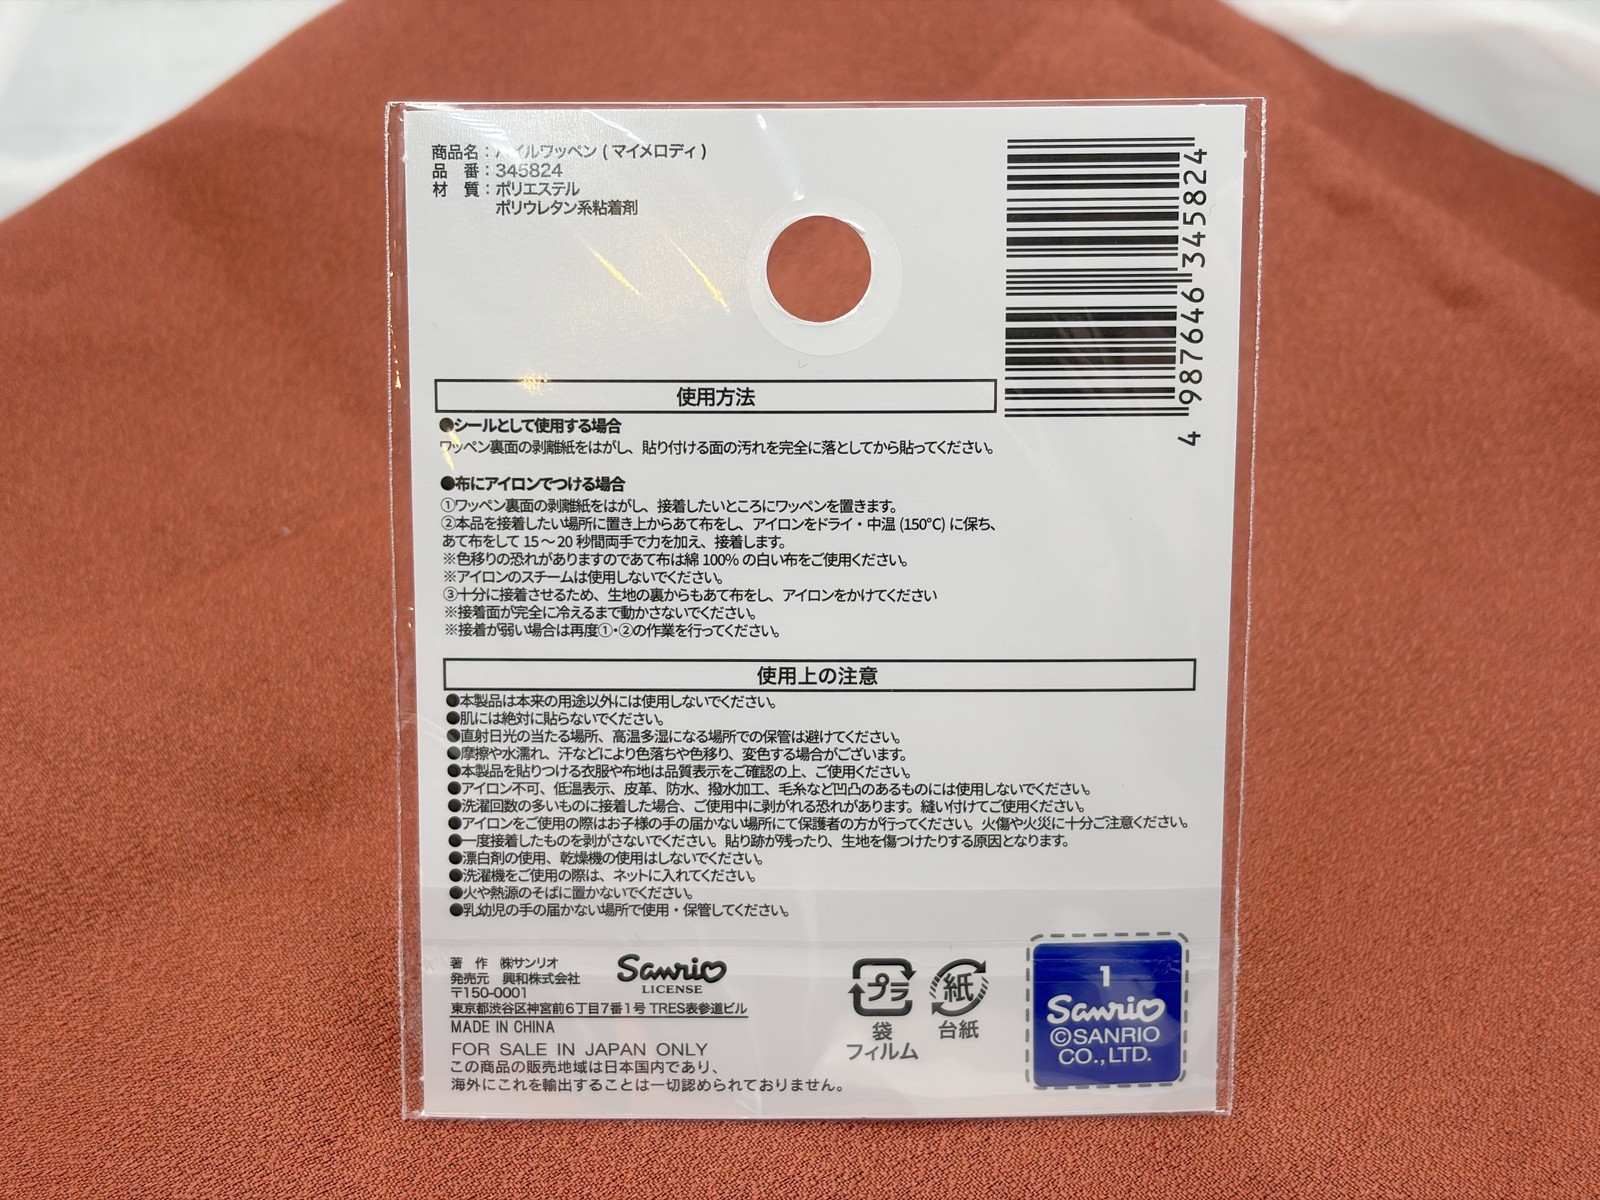 商品名：パイルワッペン ( マイメロディ )
品　番：345824
材　質：ポリエステル
ポリウレタン系粘着剤
4 987646 345824
使用方法
●シールとして使用する場合
ワッペン裏面の剥離紙をはがし、貼り付ける面の汚れを完全に落としてから貼ってください。
●布にアイロンでつける場合
①ワッペン裏面の剥離紙をはがし、接着したいところにワッペンを置きます。
②本品を接着したい場所に置き上からあて布をし、アイロンをドライ・中温 (150℃) に保ち、
あて布をして 15～20 秒間両手で力を加え、接着します。
※色移りの恐れがありますのであて布は綿 100% の白い布をご使用ください。
※アイロンのスチームは使用しないでください。
③十分に接着させるため、生地の裏からもあて布をし、アイロンをかけてください
※接着面が完全に冷えるまで動かさないでください。
※接着が弱い場合は再度①・②の作業を行ってください。
使用上の注意
●本製品は本来の用途以外には使用しないでください。
●肌には絶対に貼らないでください。
●直射日光の当たる場所、高温多湿になる場所での保管は避けてください。
●摩擦や水濡れ、汗などにより色落ちや色移り、変色する場合がございます。
●本製品を貼りつける衣服や布地は品質表示をご確認の上、ご使用ください。
●アイロン不可、低温表示、皮革、防水、撥水加工、毛糸など凹凸のあるものには使用しないでください。
●洗濯回数の多いものに接着した場合、ご使用中に剥がれる恐れがあります。縫い付けてご使用ください。
●アイロンをご使用の際はお子様の手の届かない場所にて保護者の方が行ってください。火傷や火災に十分ご注意ください。
●一度接着したものを剥がさないでください。貼り跡が残ったり、生地を傷つけたりする原因となります。
●漂白剤の使用、乾燥機の使用はしないでください。
●洗濯機をご使用の際は、ネットに入れてください。
●火や熱源のそばに置かないでください。
●乳幼児の手の届かない場所で使用・保管してください。
著　作　㈱サンリオ
発売元　興和株式会社
〒150-0001
東京都渋谷区神宮前6丁目7番1号 TRES表参道ビル
MADE IN CHINA
FOR SALE IN JAPAN ONLY
この商品の販売地域は日本国内であり、
海外にこれを輸出することは一切認められておりません。
Sanrio
LICENSE
プラ
袋
フィルム
紙
台紙
1
Sanrio
©SANRIO
CO.,LTD.